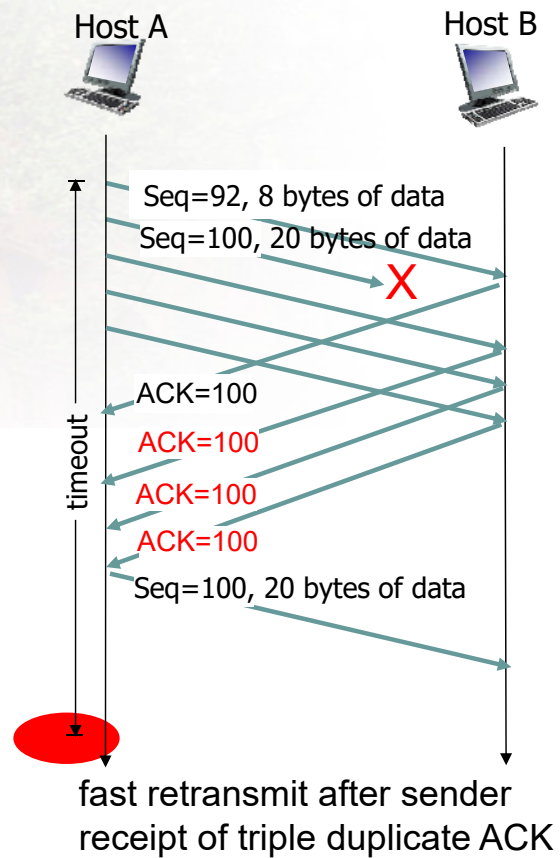 Host A
Host B
Seq=92, 8 bytes of data
Seq=100, 20 bytes of data
X
timeout
ACK=100
ACK=100
ACK=100
ACK=100
Seq=100, 20 bytes of data
fast retransmit after sender
receipt of triple duplicate ACK